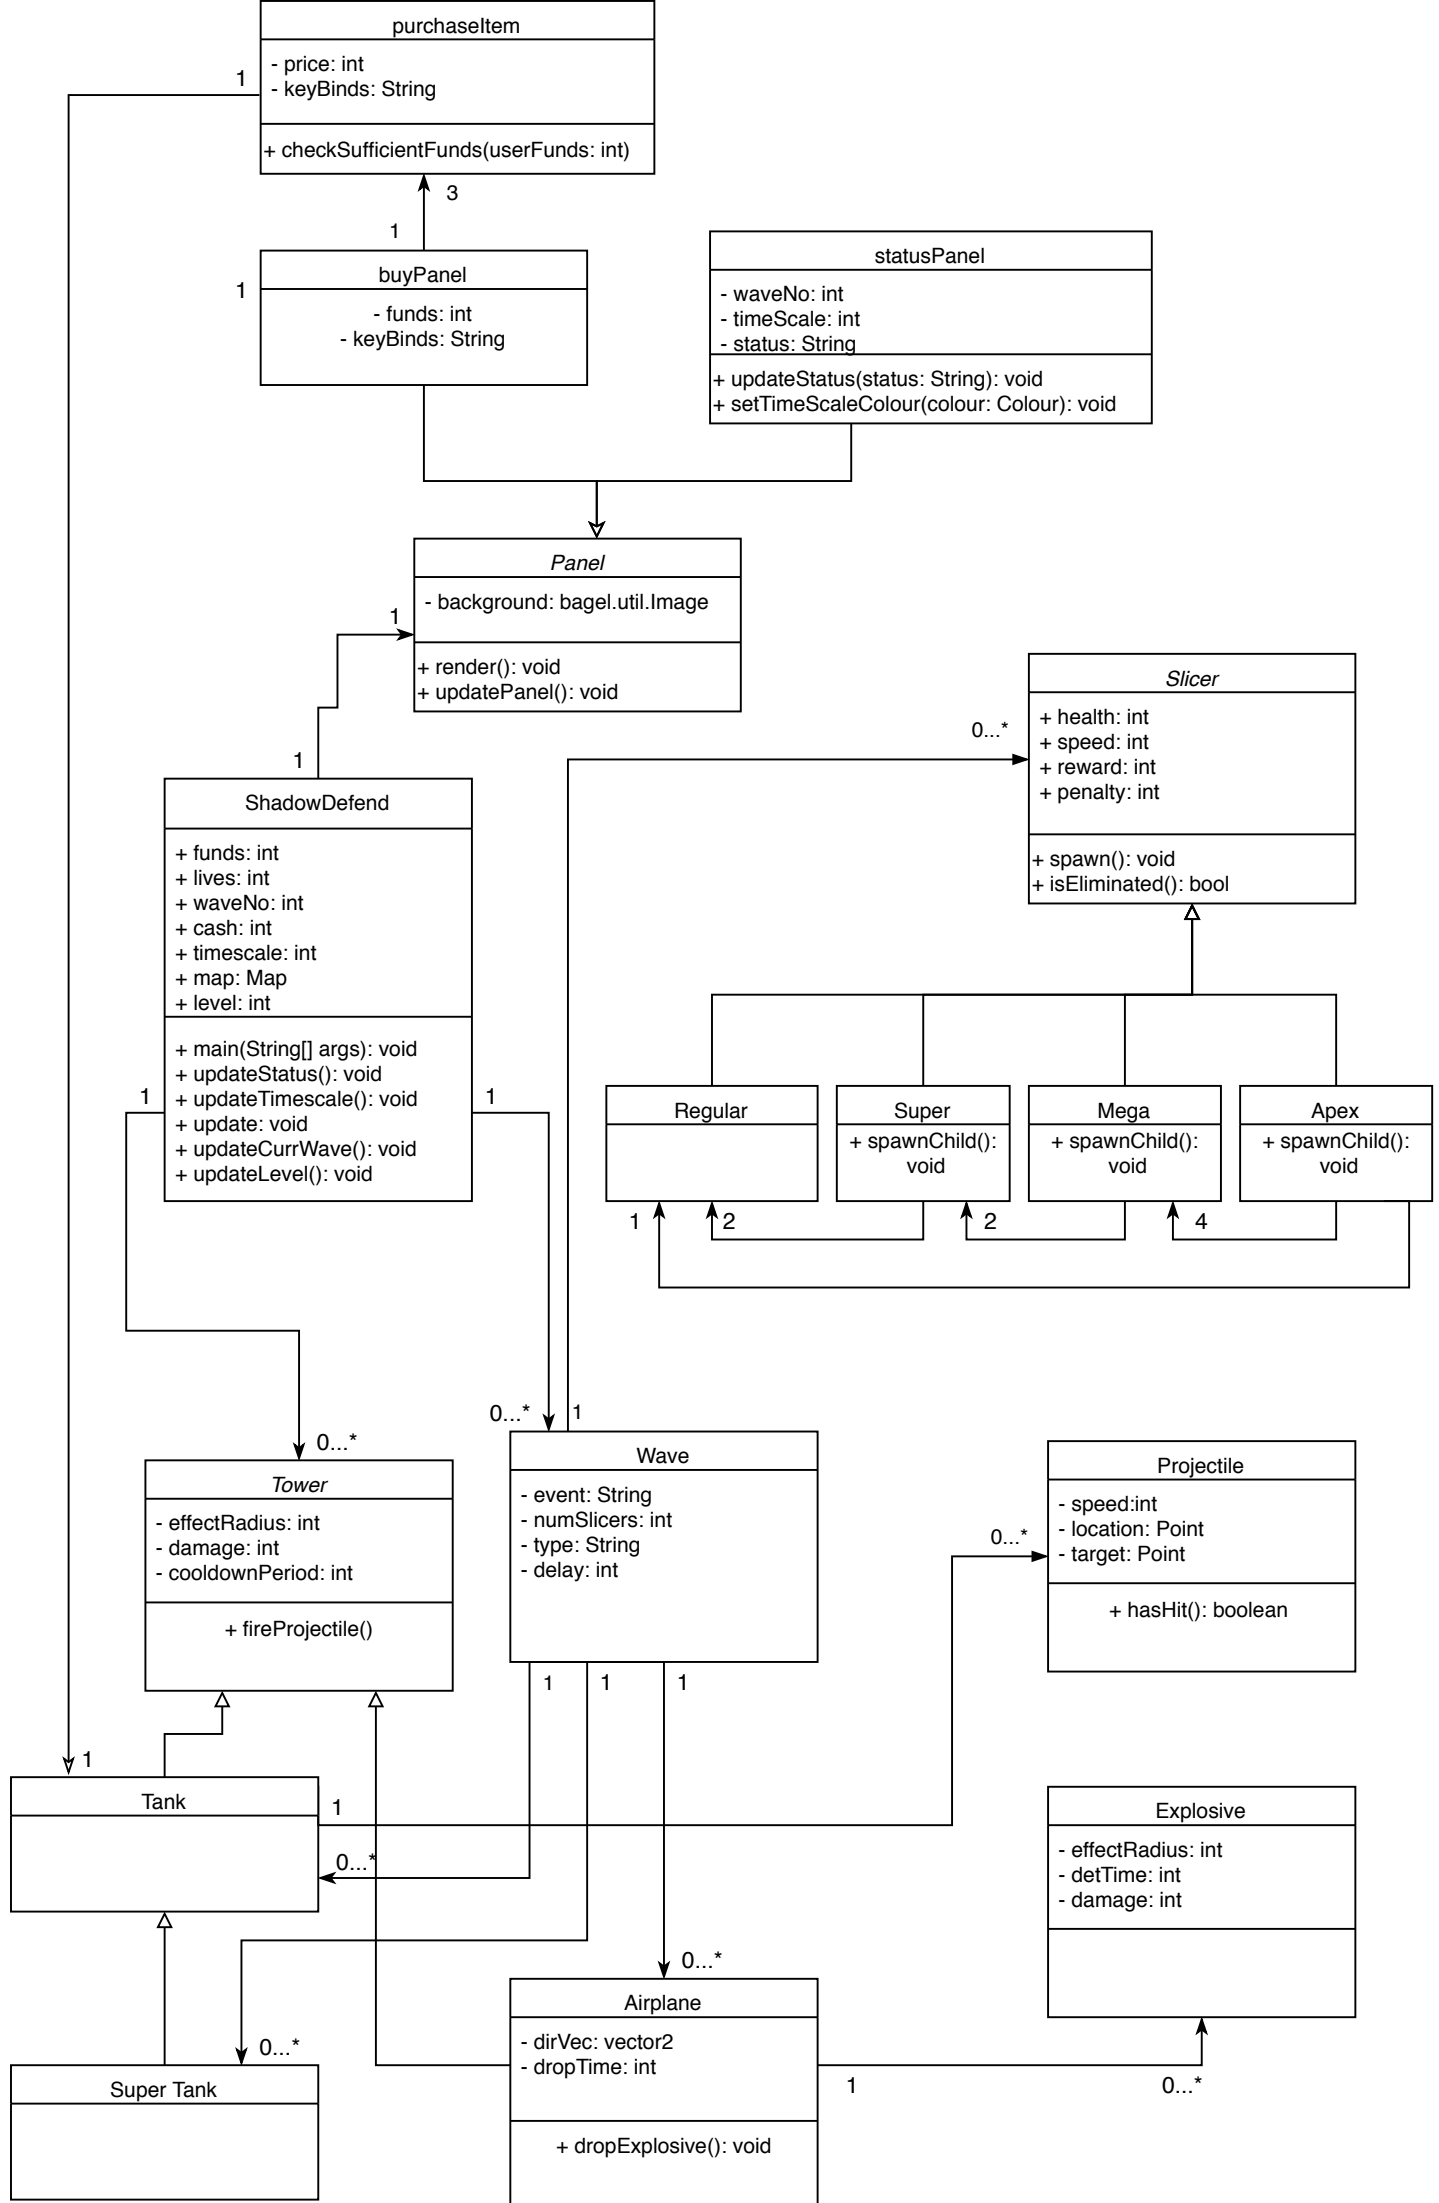 purchaseItem
- price: int
- keyBinds: String
+ checkSufficientFunds(userFunds: int)
1
3
1
buyPanel
1
- funds: int
- keyBinds: String
statusPanel
- waveNo: int
- timeScale: int
- status: String
+ updateStatus(status: String): void
+ setTimeScaleColour(colour: Colour): void
Panel
- background: bagel.util.Image
+ render(): void
+ updatePanel(): void
1
1
Slicer
+ health: int
+ speed: int
+ reward: int
+ penalty: int
+ spawn(): void
+ isEliminated(): bool
0...*
ShadowDefend
+ funds: int
+ lives: int
+ waveNo: int
+ cash: int
+ timescale: int
+ map: Map
+ level: int
+ main(String[] args): void
+ updateStatus(): void
+ updateTimescale(): void
+ update: void
+ updateCurrWave(): void
+ updateLevel(): void
1
1
Regular
Super
+ spawnChild():
void
Mega
+ spawnChild():
void
Apex
+ spawnChild():
void
1
2
2
4
0...*
0...*
1
Tower
- effectRadius: int
- damage: int
- cooldownPeriod: int
+ fireProjectile()
Wave
- event: String
- numSlicers: int
- type: String
- delay: int
Projectile
- speed:int
- location: Point
- target: Point
+ hasHit(): boolean
0...*
1
1
1
1
Tank
1
0...*
Explosive
- effectRadius: int
- detTime: int
- damage: int
0...*
Airplane
- dirVec: vector2
- dropTime: int
+ dropExplosive(): void
0...*
Super Tank
1
0...*